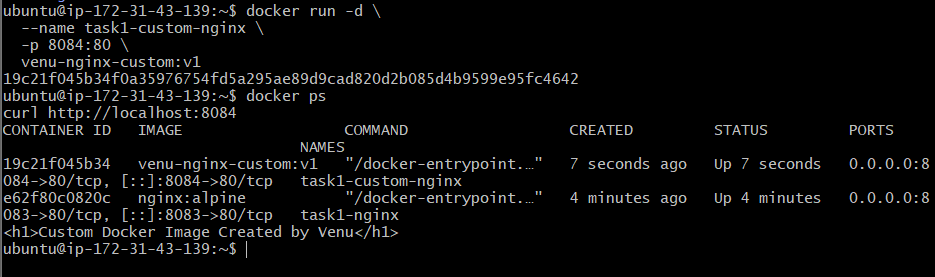 ubuntu@ip-172-31-43-139:~$ docker run -d \
  --name task1-custom-nginx \
  -p 8084:80 \
  venu-nginx-custom:v1
19c21f045b34f0a35976754fd5a295ae89d9cad820d2b085d4b9599e95fc4642
ubuntu@ip-172-31-43-139:~$ docker ps
curl http://localhost:8084
CONTAINER ID   IMAGE                  COMMAND                  CREATED         STATUS         PORTS
                                      NAMES
19c21f045b34   venu-nginx-custom:v1   "/docker-entrypoint.…"   7 seconds ago   Up 7 seconds   0.0.0.0:8
084->80/tcp, [::]:8084->80/tcp   task1-custom-nginx
e62f80c0820c   nginx:alpine           "/docker-entrypoint.…"   4 minutes ago   Up 4 minutes   0.0.0.0:8
083->80/tcp, [::]:8083->80/tcp   task1-nginx
<h1>Custom Docker Image Created by Venu</h1>
ubuntu@ip-172-31-43-139:~$